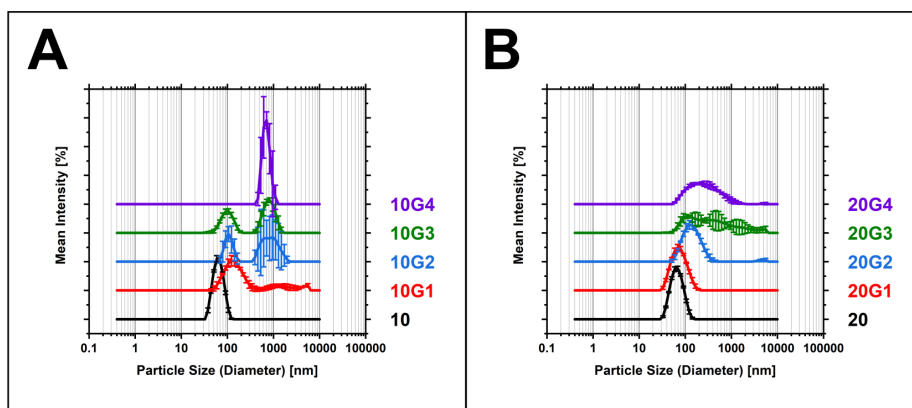 A
Mean Intensity [%]
10G4
10G3
10G2
10G1
10
0.1 1 10 100 1000 10000 100000
Particle Size (Diameter) [nm]
B
Mean Intensity [%]
20G4
20G3
20G2
20G1
20
0.1 1 10 100 1000 10000 100000
Particle Size (Diameter) [nm]